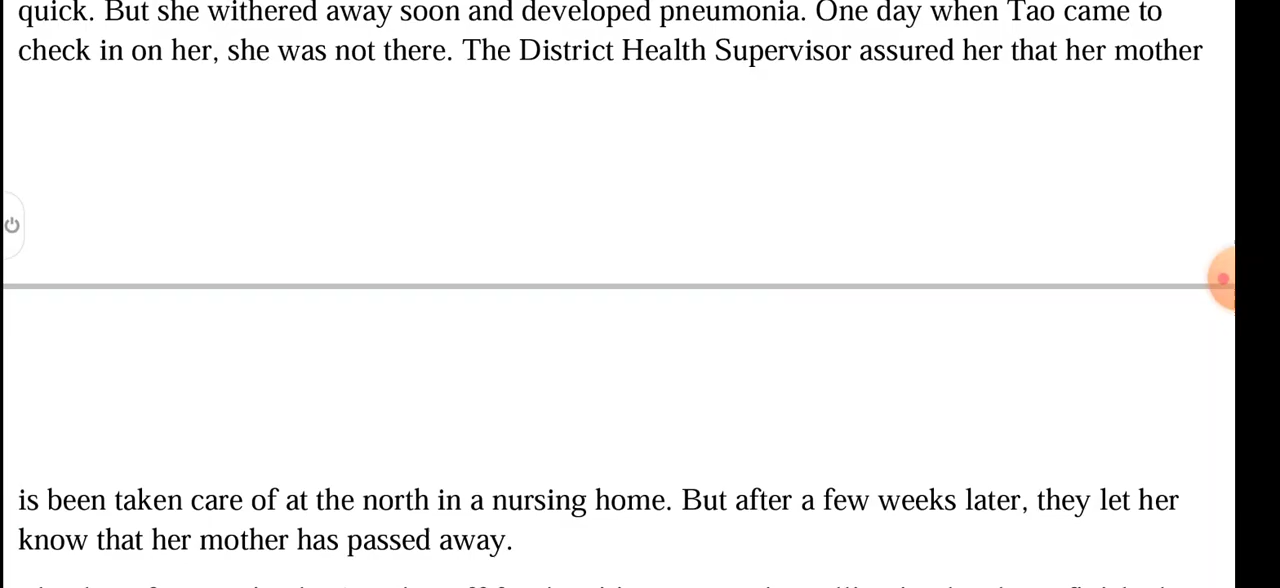 quick. But she withered away soon and developed pneumonia. One day when Tao came to
check in on her, she was not there. The District Health Supervisor assured her that her mother
is been taken care of at the north in a nursing home. But after a few weeks later, they let her
know that her mother has passed away.